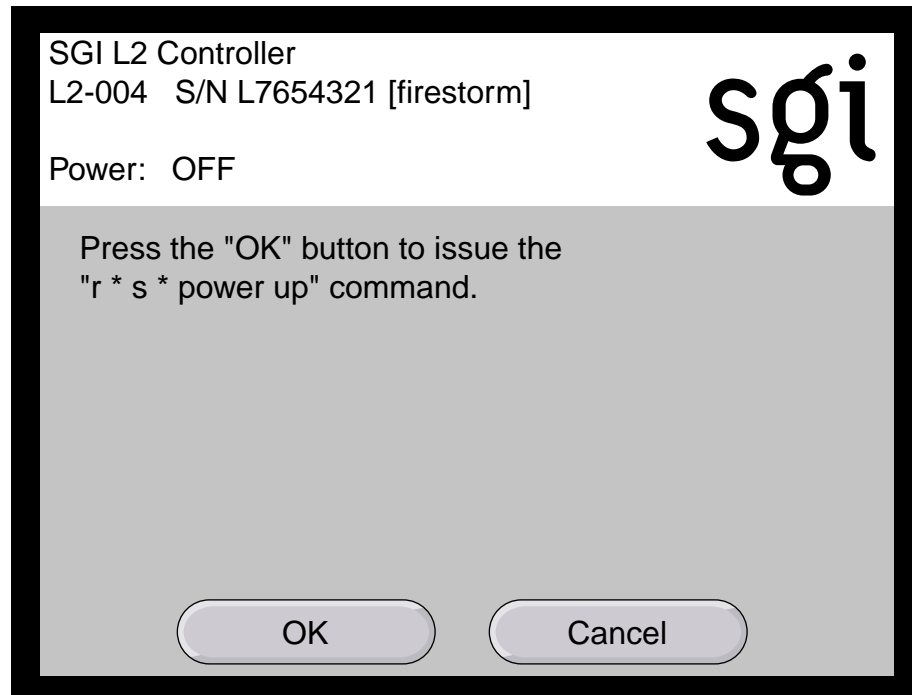 SGI L2 Controller
L2-004 S/N L7654321 [firestorm]
sgi
Power: OFF
Press the "OK" button to issue the
"r * s * power up" command.
OK
Cancel